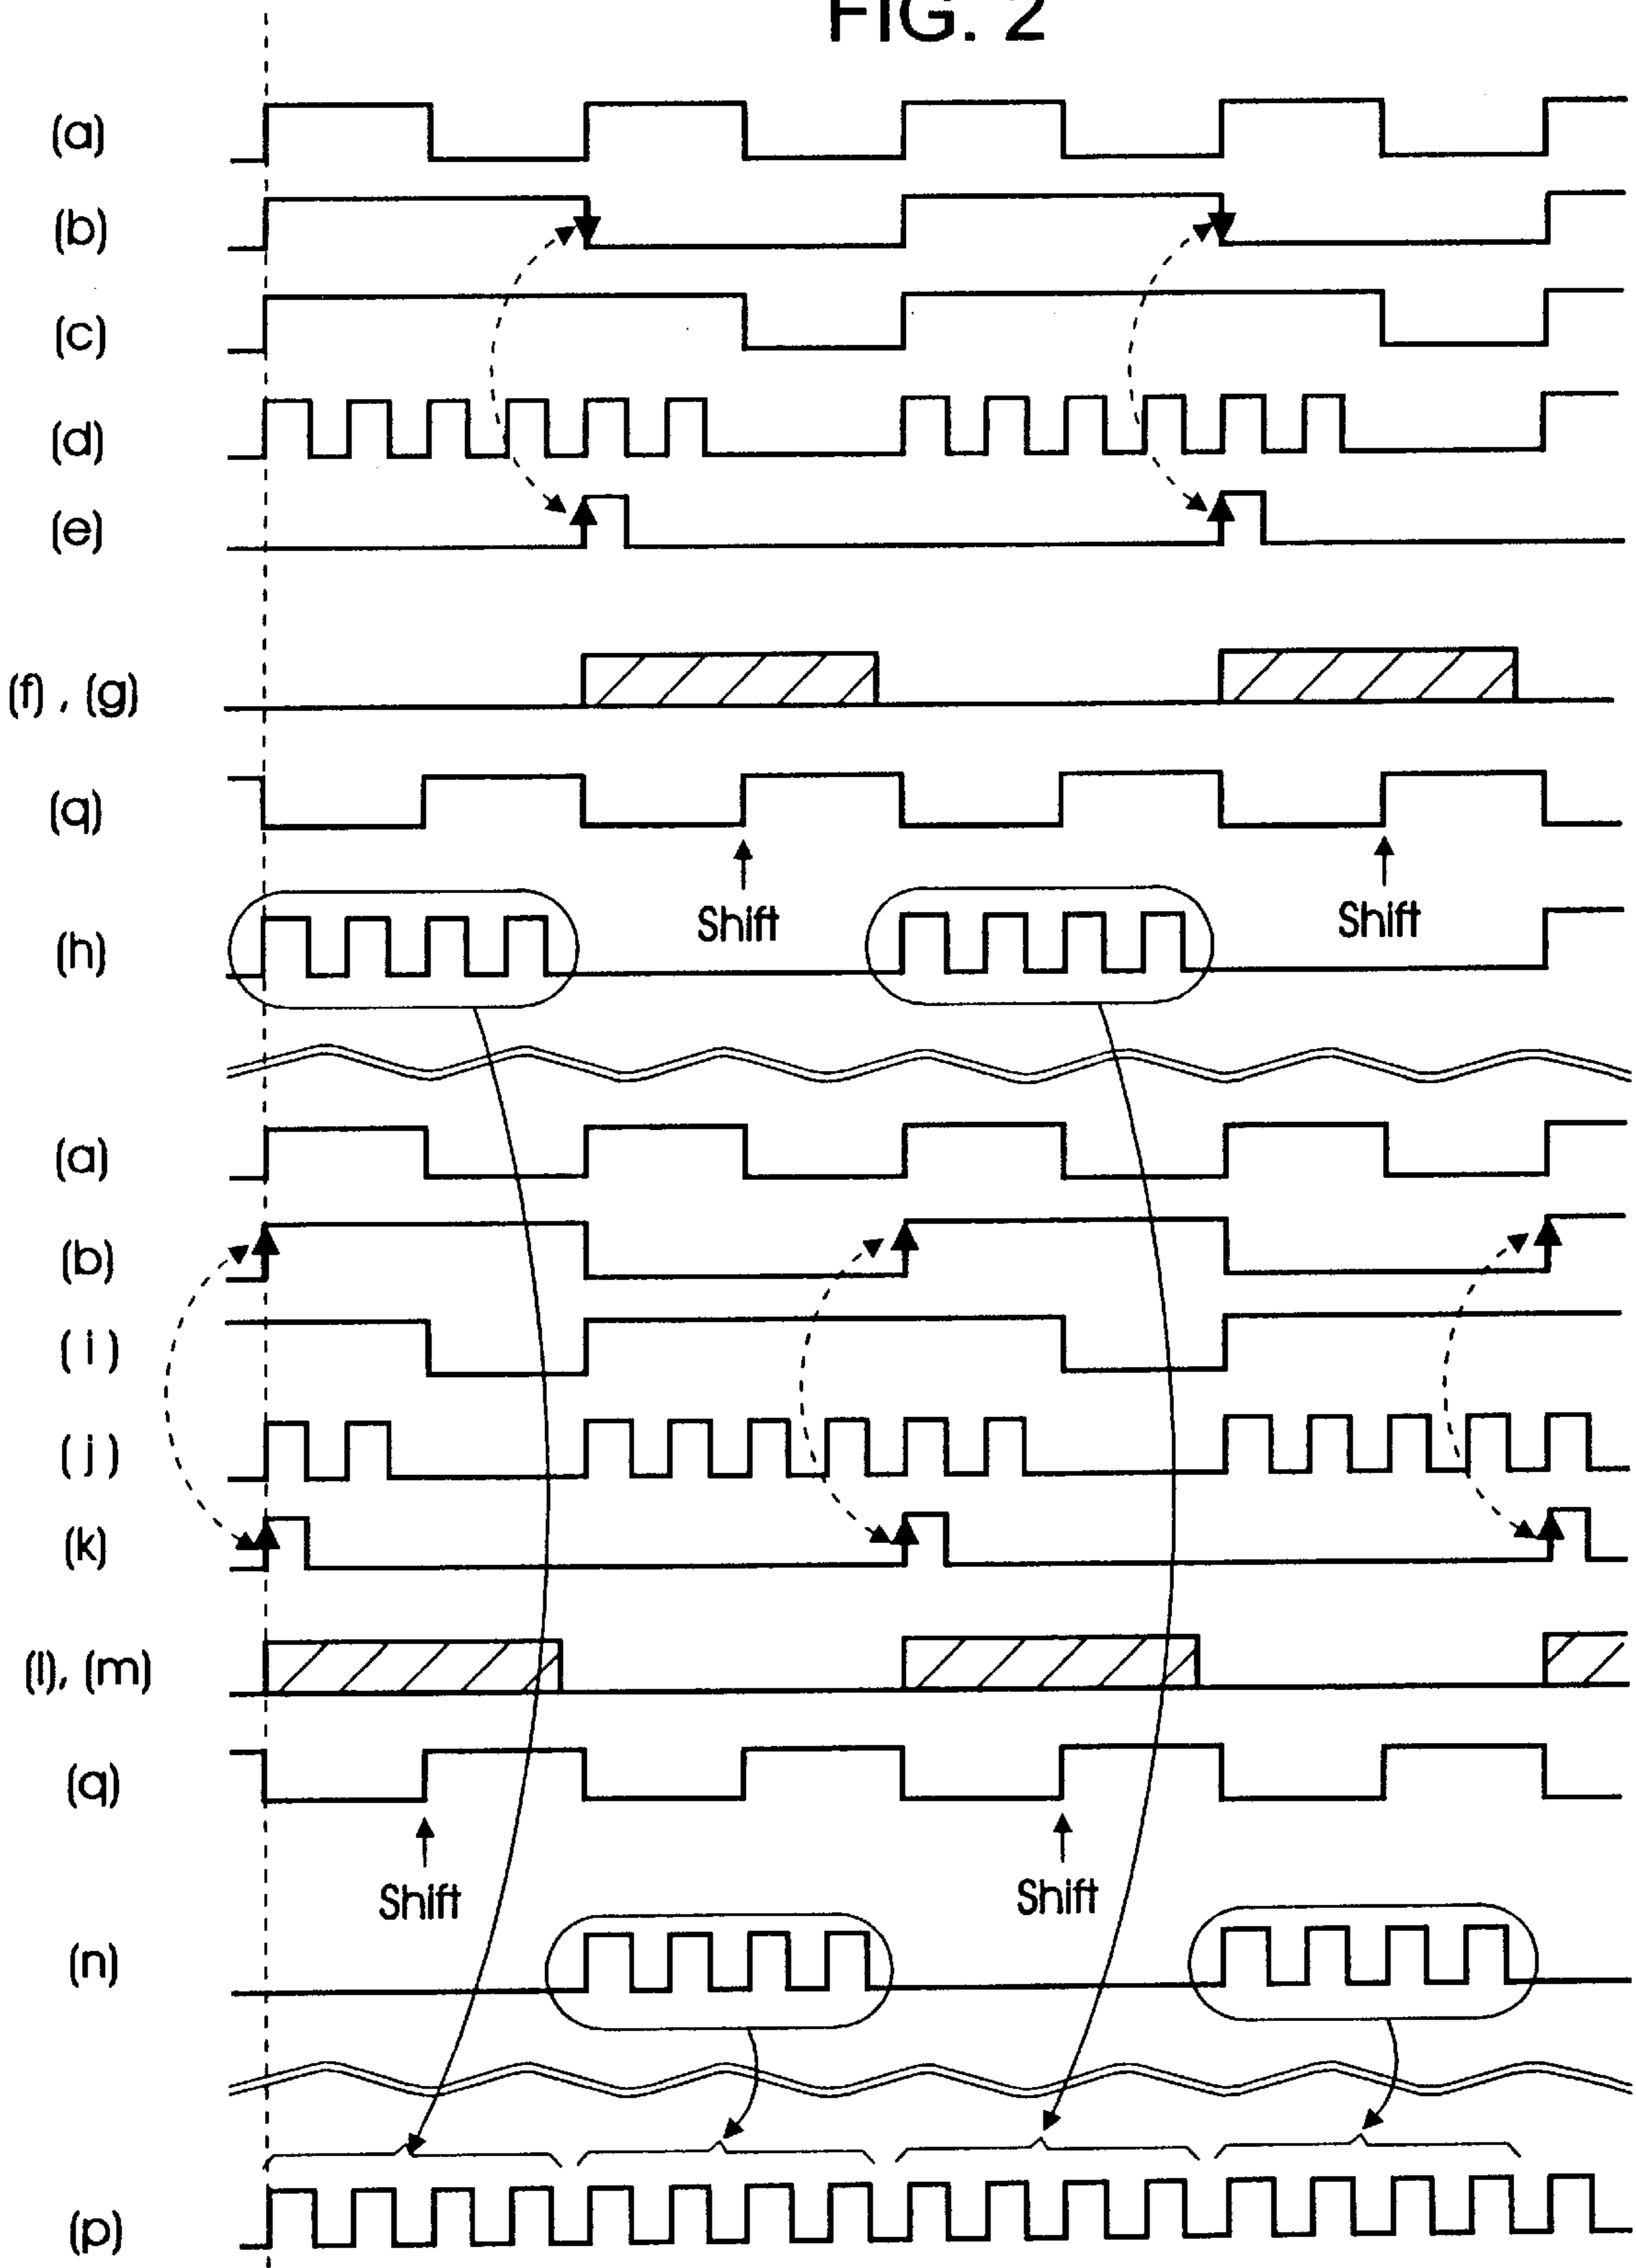 FIG. 2
(a)
(b)
(c)
(d)
(e)
(f) , (g)
(q)
Shift
Shift
(h)
(a)
(b)
(i)
(j)
(k)
(l), (m)
(q)
Shift
Shift
(n)
(p)